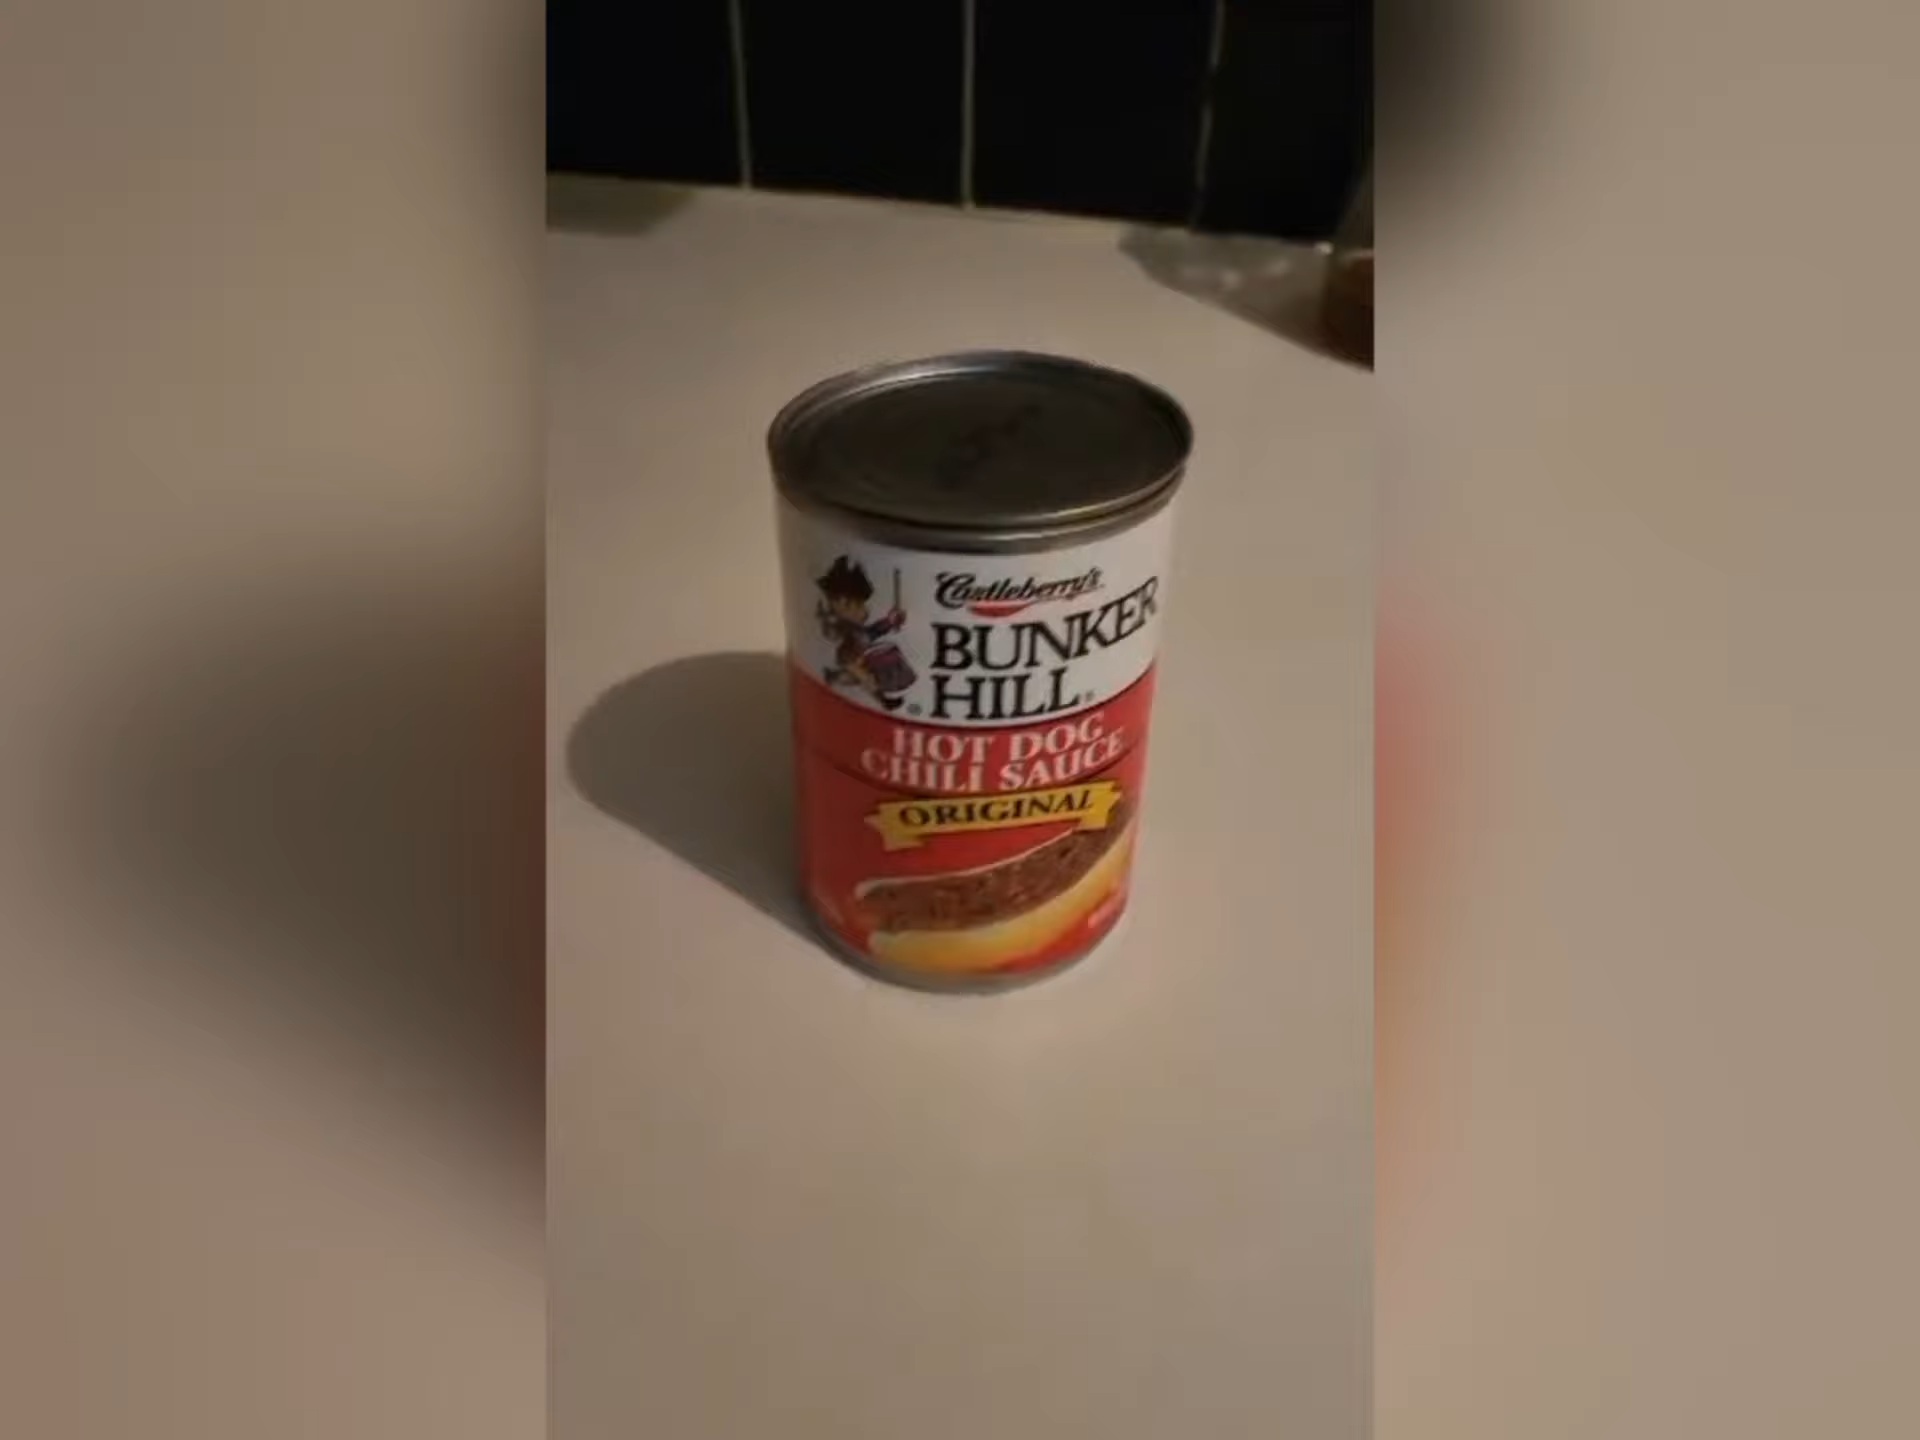 Castleberry's
BUNKER
HILL®
HOT DOG
CHILI SAUCE
ORIGINAL